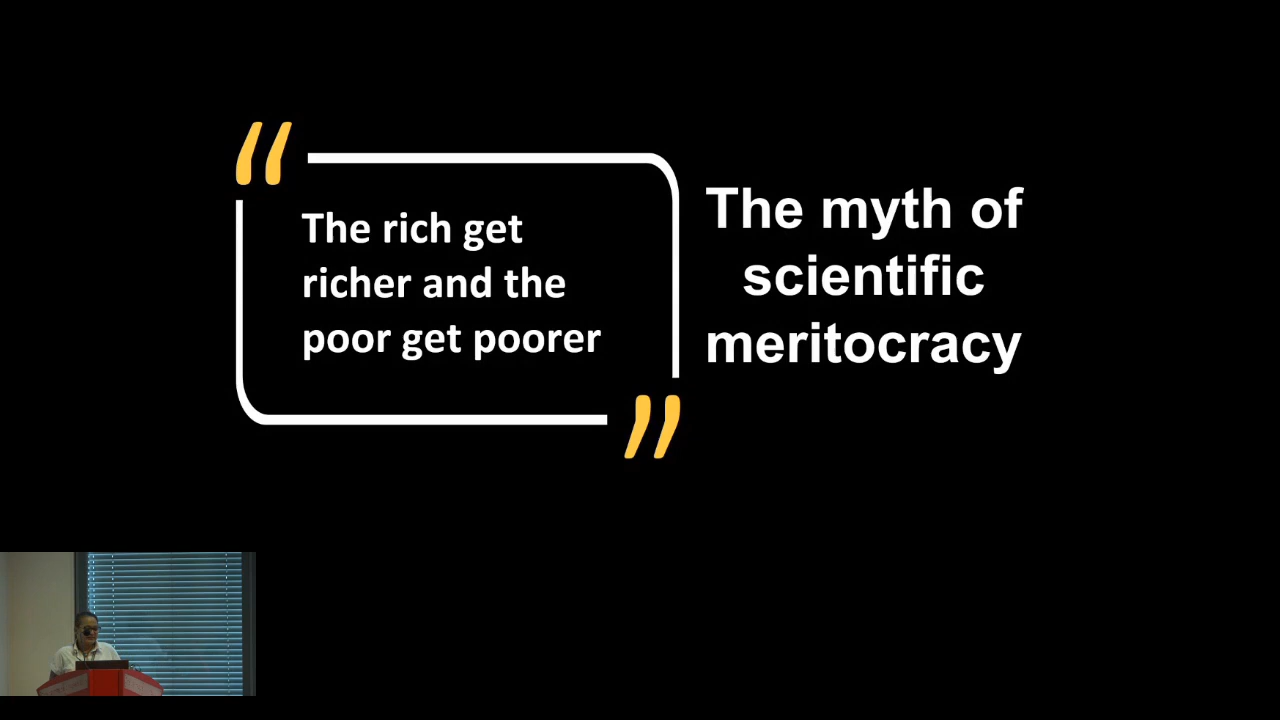 “
The rich get
richer and the
poor get poorer
”
The myth of
scientific
meritocracy